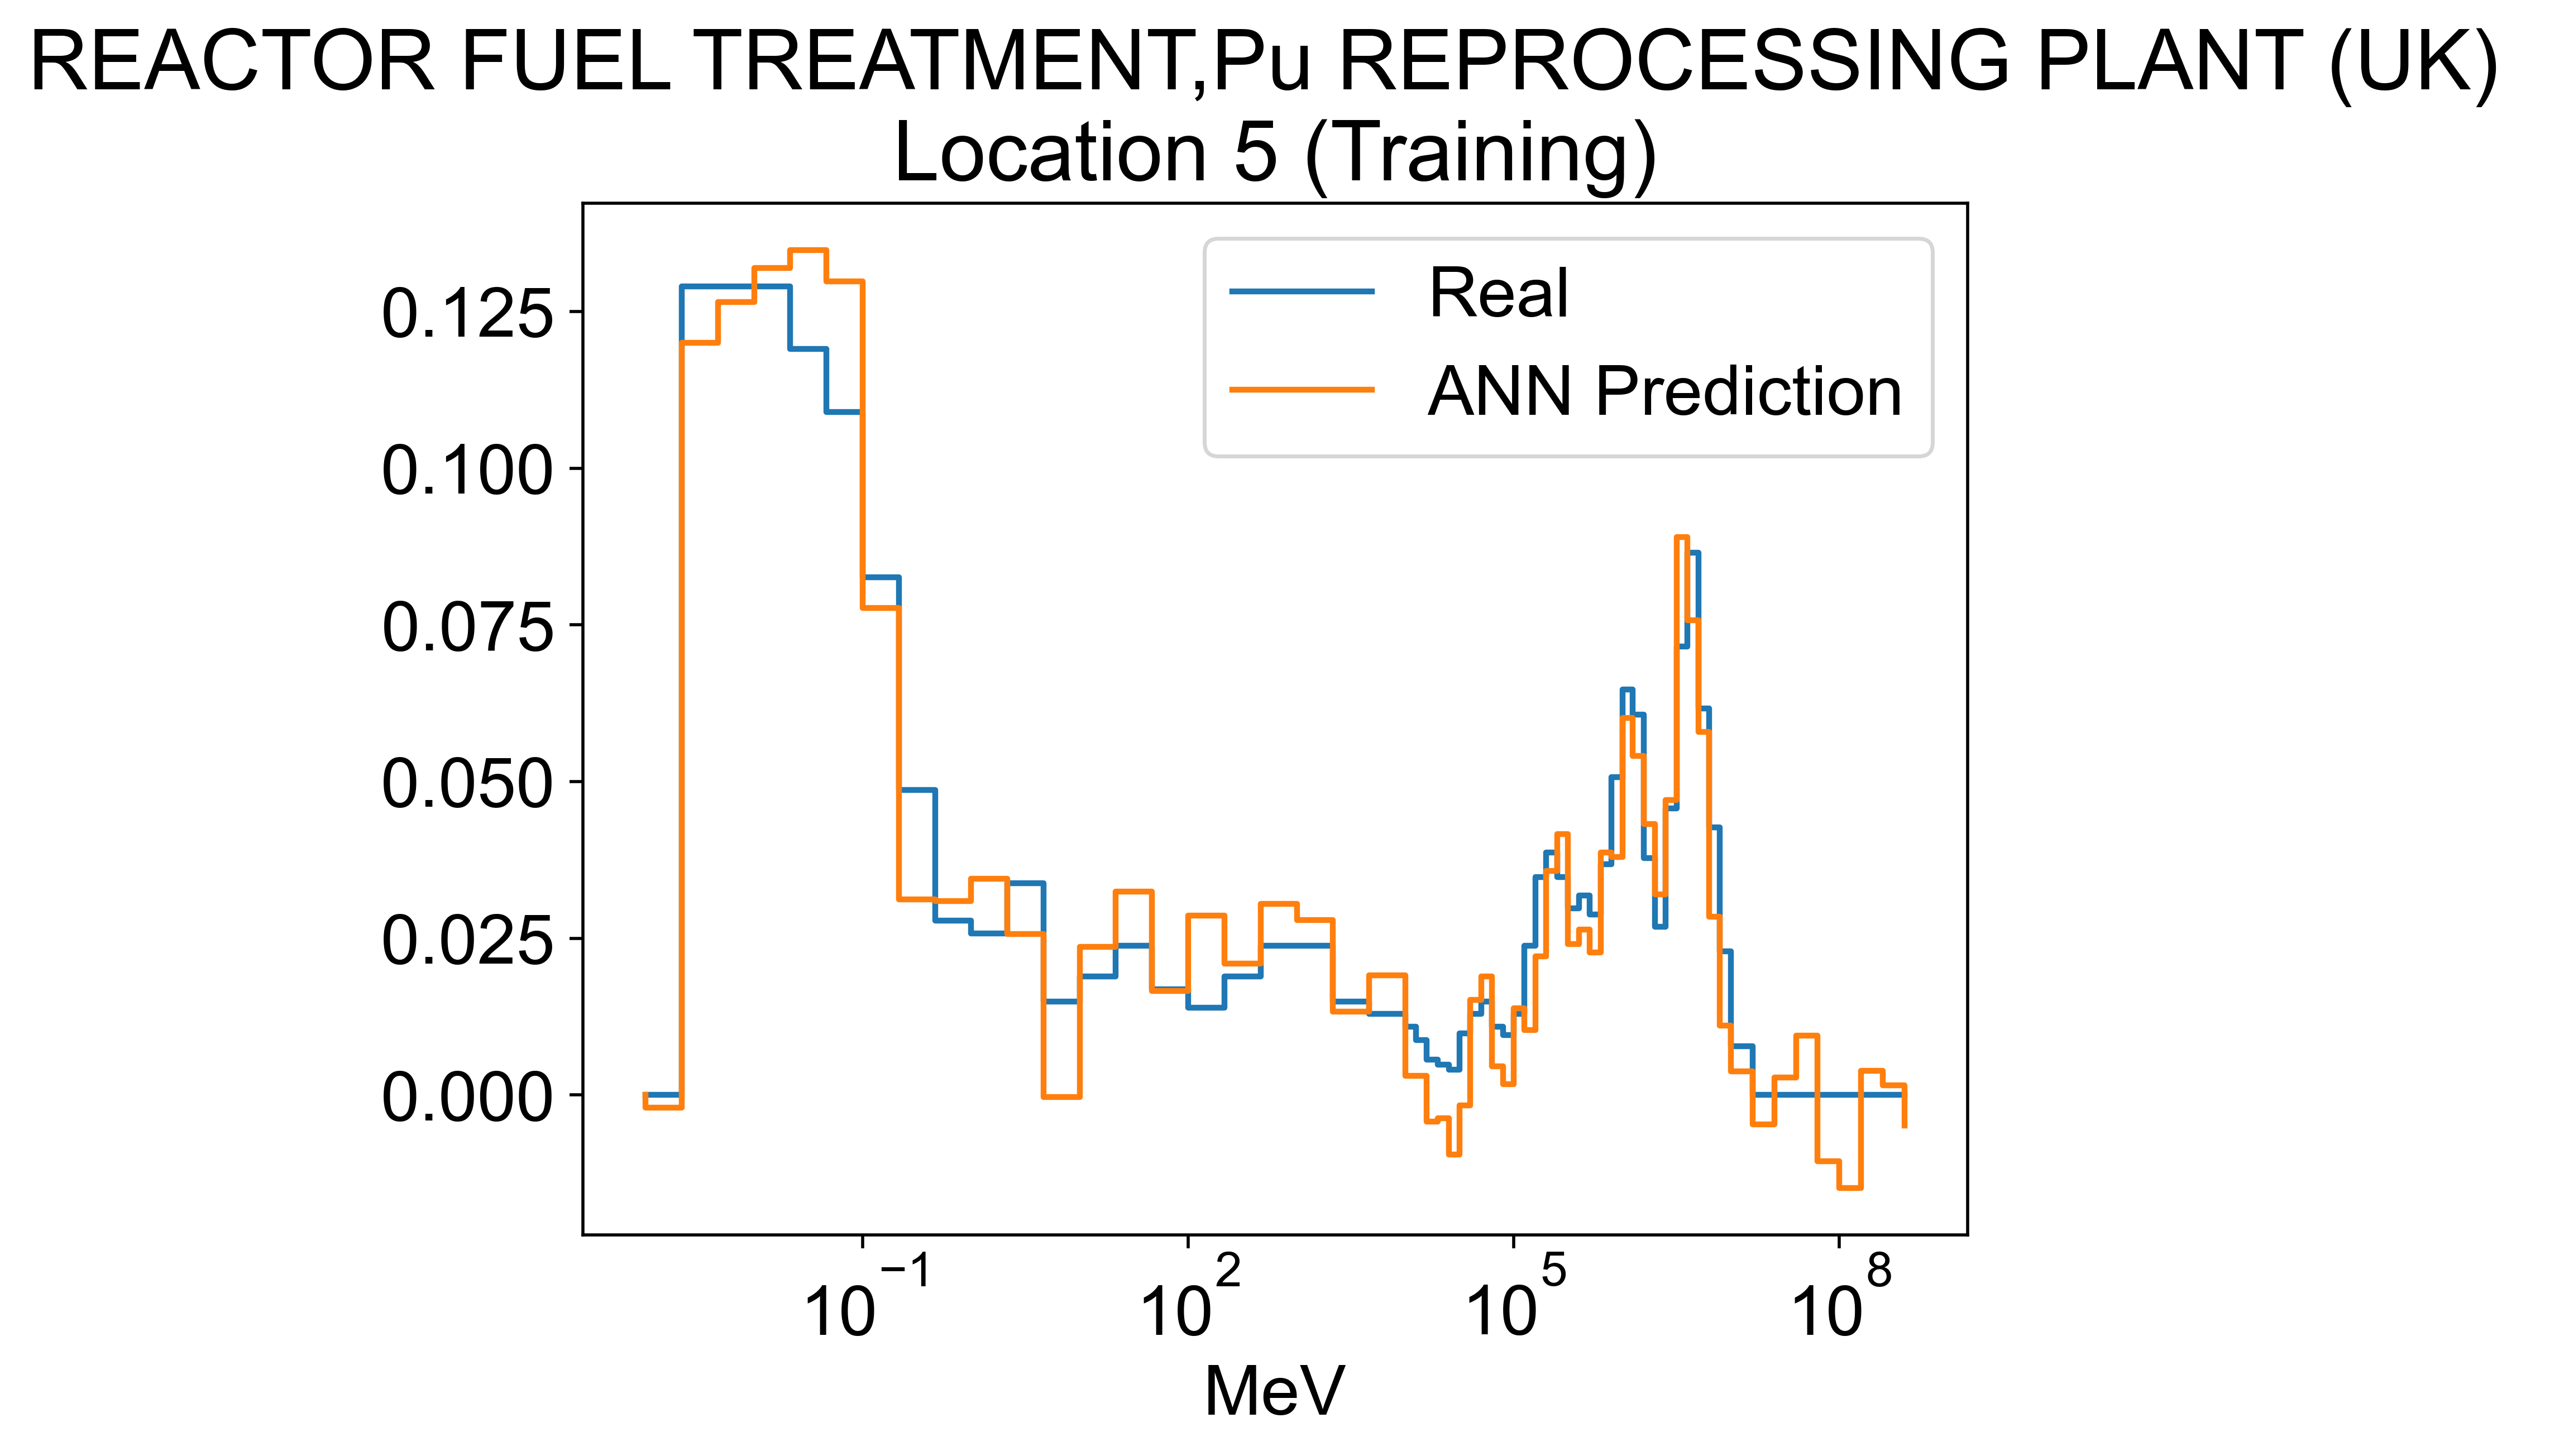 REACTOR FUEL TREATMENT,Pu REPROCESSING PLANT (UK)
Location 5 (Training)
Real
ANN Prediction
0.125
0.100
0.075
0.050
0.025
0.000
10⁻¹ 10² 10⁵ 10⁸
MeV